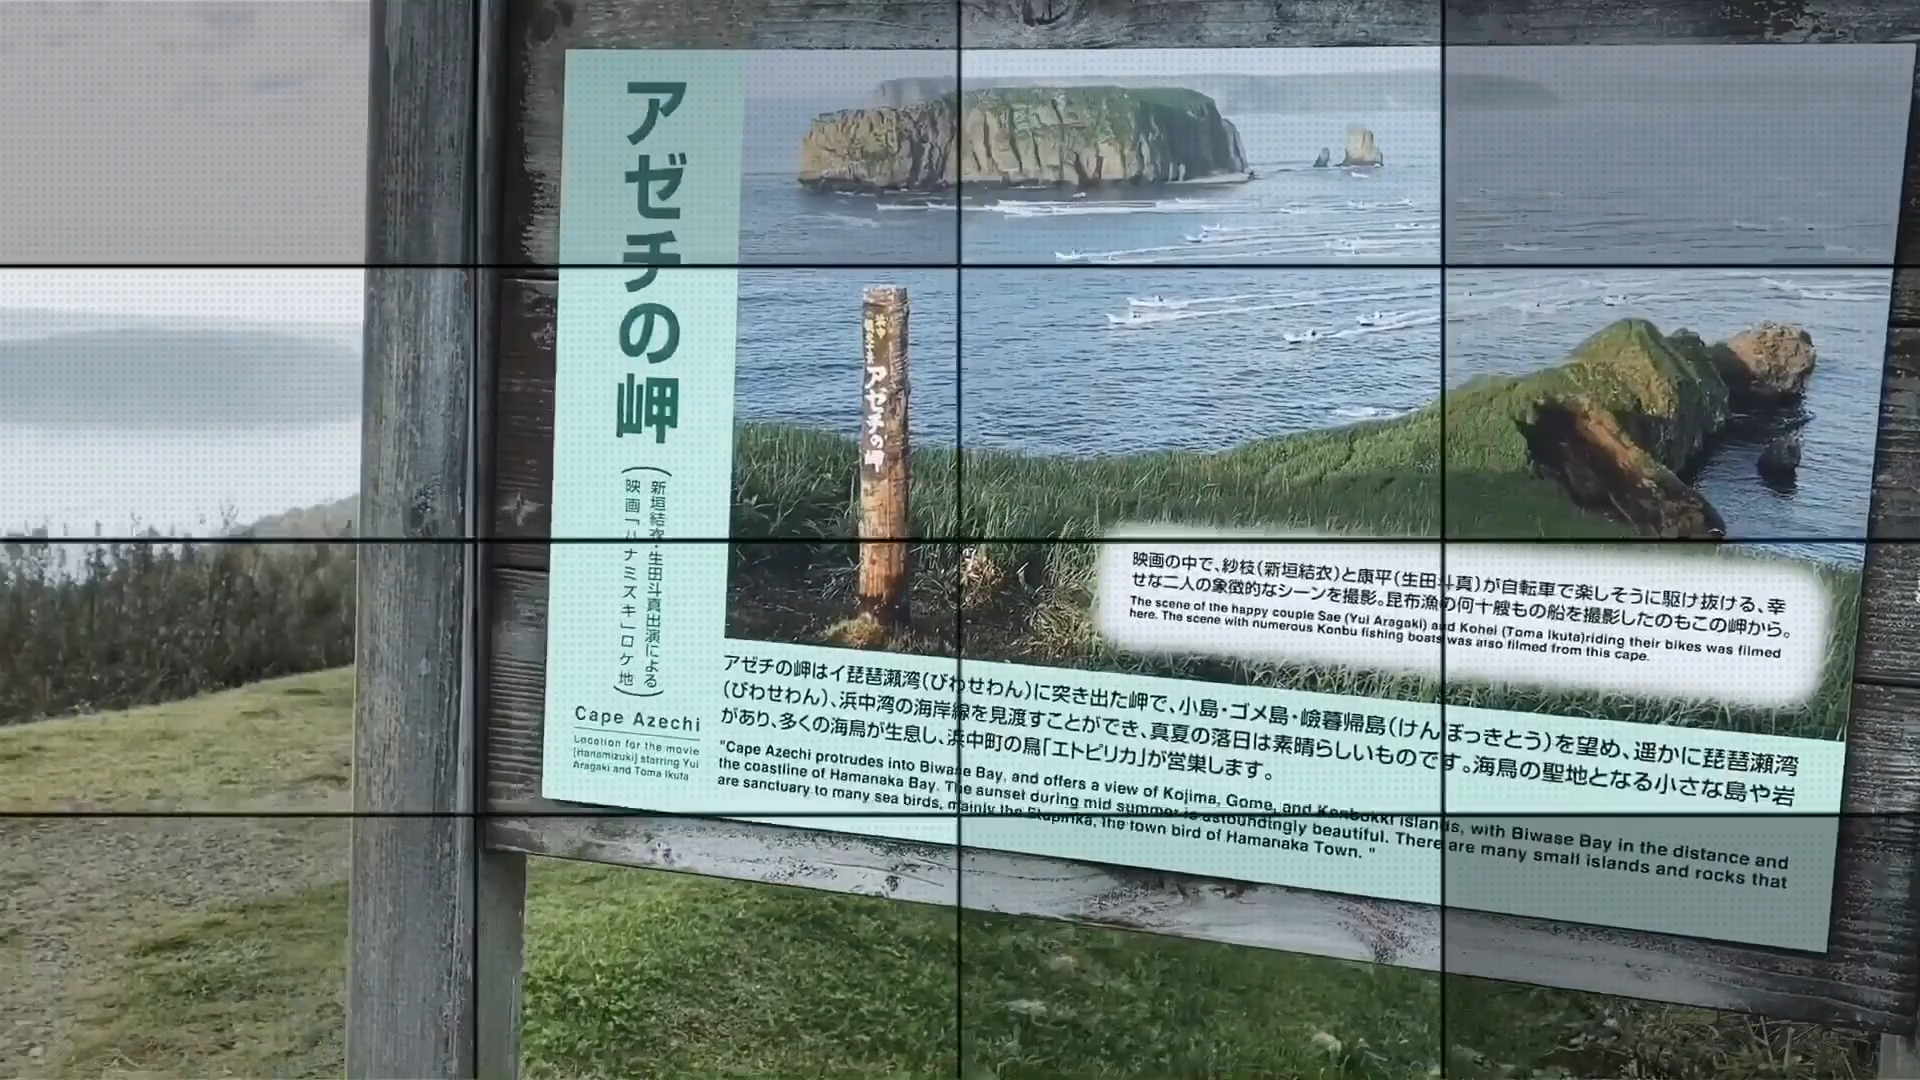 アゼチの岬
(新垣結衣・生田斗真出演による
映画「ハナミズキ」ロケ地)
Cape Azechi
Location for the movie
[Hanamizuki] starring Yui
Aragaki and Toma Ikuta
アゼチの岬
映画の中で、紗枝(新垣結衣)と康平(生田斗真)が自転車で楽しそうに駆け抜ける、幸
せな二人の象徴的なシーンを撮影。昆布漁の何十艘もの船を撮影したのもこの岬から。
The scene of the happy couple Sae (Yui Aragaki) and Kohei (Toma Ikuta)riding their bikes was filmed
here. The scene with numerous Konbu fishing boats was also filmed from this cape.
アゼチの岬はイ琵琶瀬湾(びわせわん)に突き出た岬で、小島・ゴメ島・嶮暮帰島(けんぼっきとう)を望め、遥かに琵琶瀬湾
(びわせわん)、浜中湾の海岸線を見渡すことができ、真夏の落日は素晴らしいものです。海鳥の聖地となる小さな島や岩
があり、多くの海鳥が生息し、浜中町の鳥「エトピリカ」が営巣します。
"Cape Azechi protrudes into Biwase Bay, and offers a view of Kojima, Gome, and Kenbokki Islands, with Biwase Bay in the distance and
the coastline of Hamanaka Bay. The sunset during mid summer is astoundingly beautiful. There are many small islands and rocks that
are sanctuary to many sea birds, mainly the Etupirika, the town bird of Hamanaka Town. "